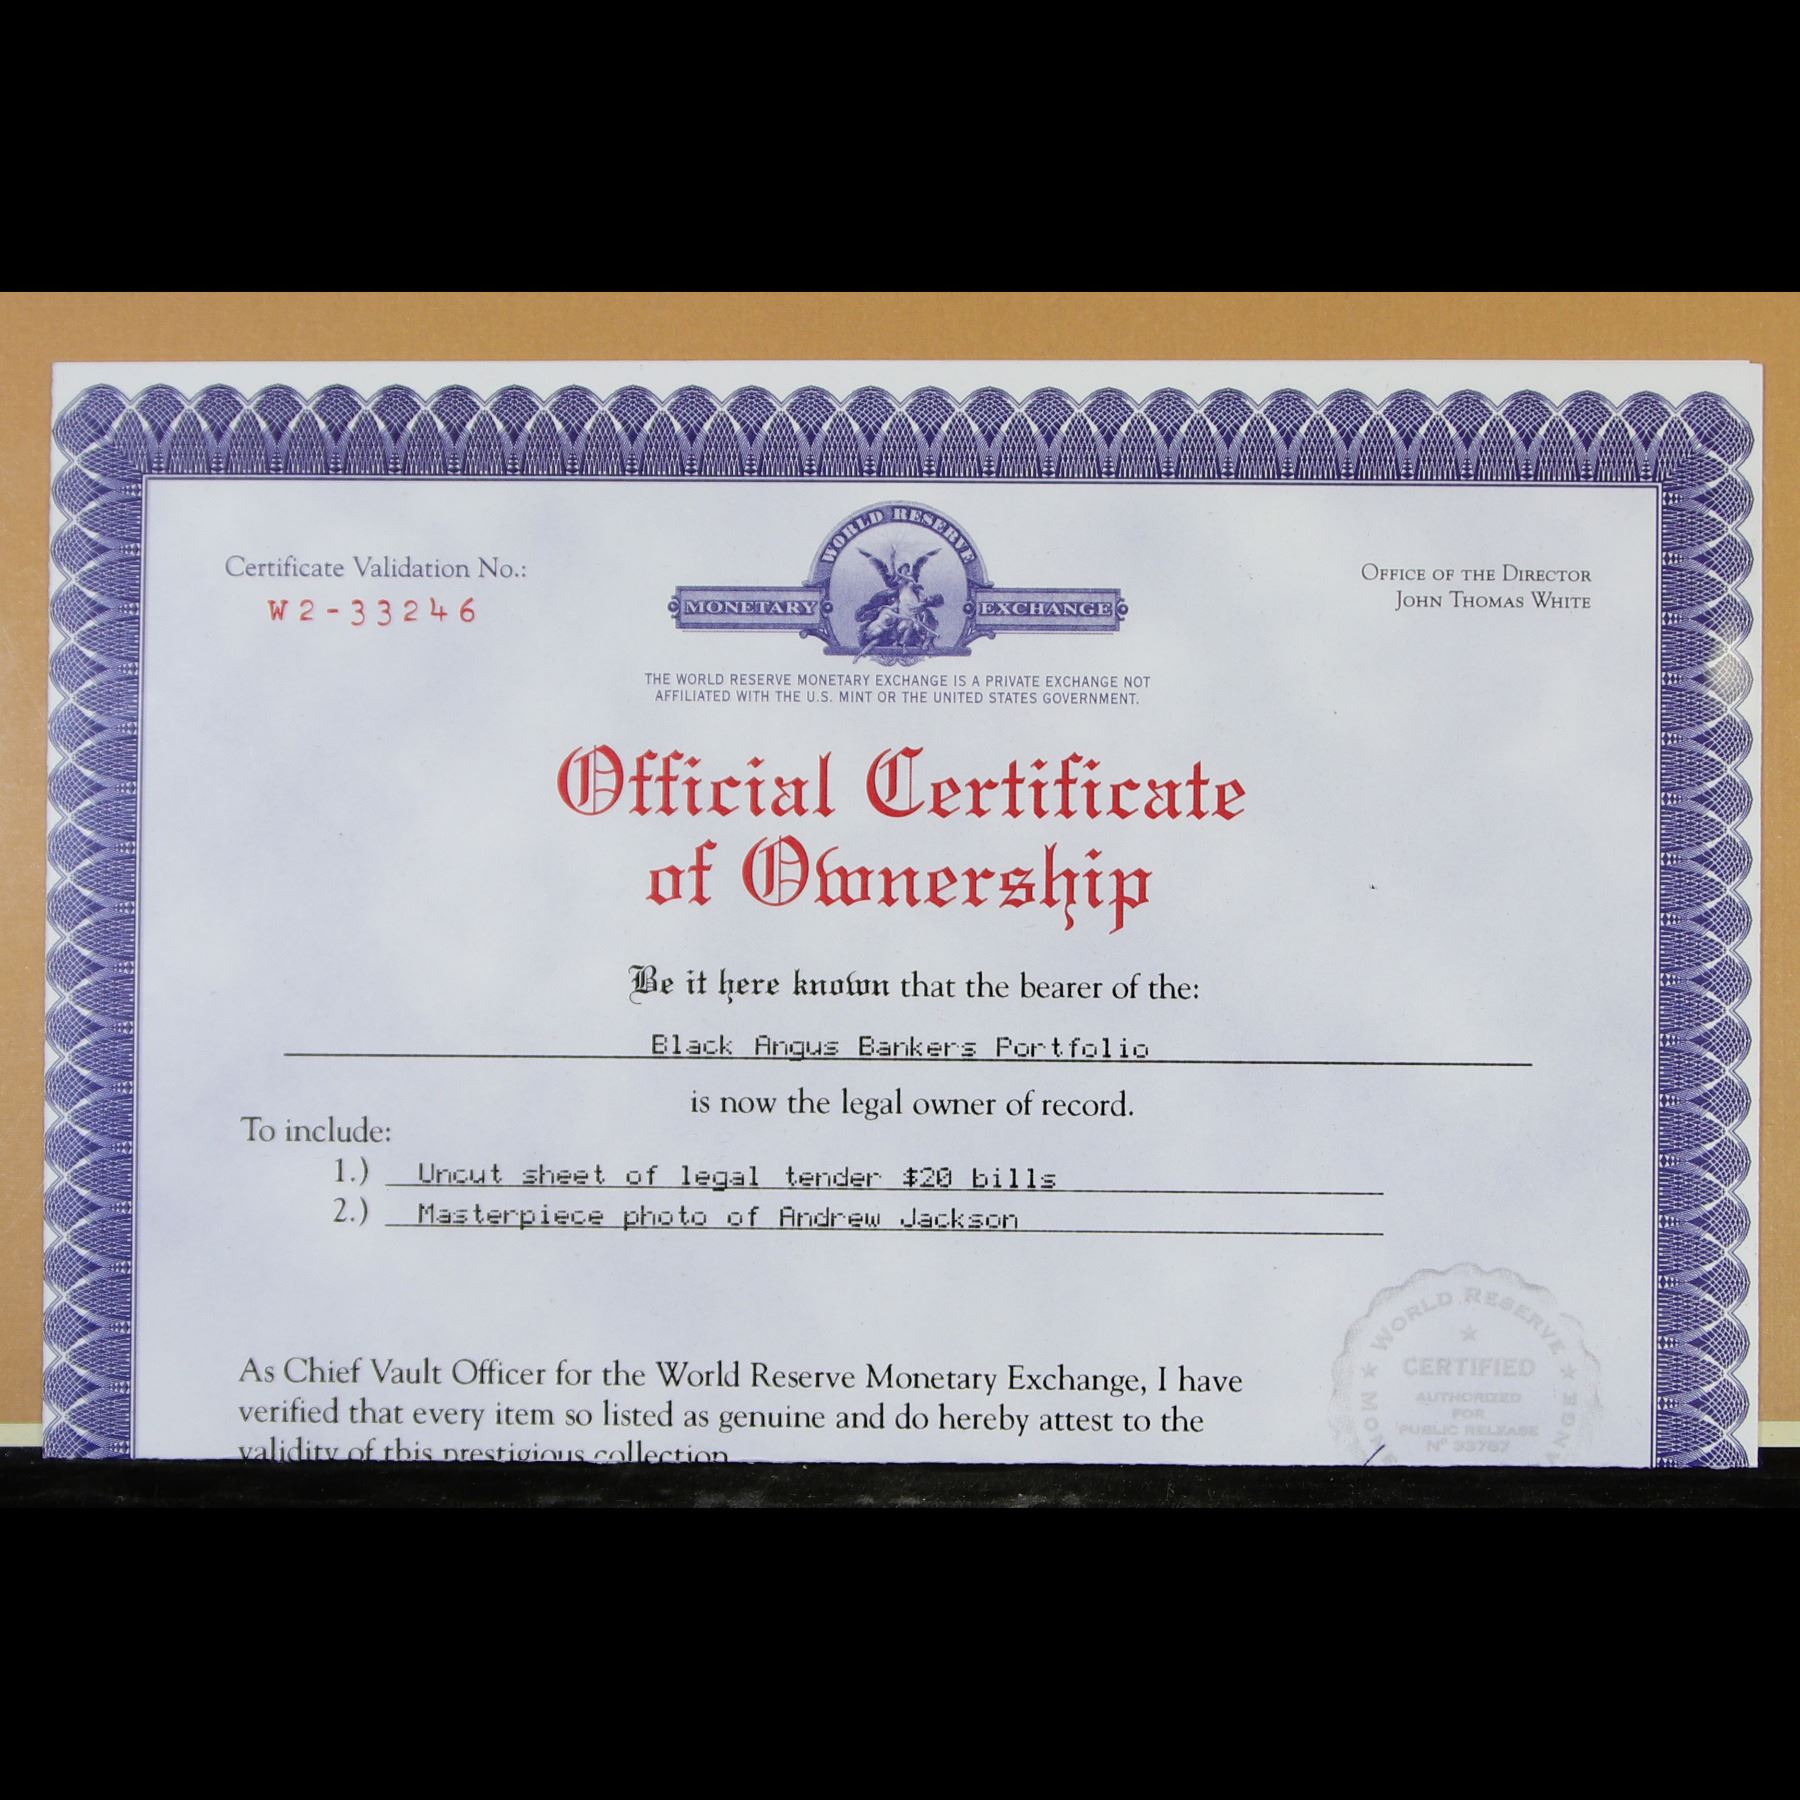 Certificate Validation No.:
W2-33246
WORLD RESERVE
MONETARY EXCHANGE
THE WORLD RESERVE MONETARY EXCHANGE IS A PRIVATE EXCHANGE NOT
AFFILIATED WITH THE U.S. MINT OR THE UNITED STATES GOVERNMENT.
OFFICE OF THE DIRECTOR
JOHN THOMAS WHITE
Official Certificate
of Ownership
Be it here known that the bearer of the:
Black Angus Bankers Portfolio
is now the legal owner of record.
To include:
1.) Uncut sheet of legal tender $20 bills
2.) Masterpiece photo of Andrew Jackson
As Chief Vault Officer for the World Reserve Monetary Exchange, I have
verified that every item so listed as genuine and do hereby attest to the
validity of this prestigious collection
WORLD RESERVE
CERTIFIED
AUTHORIZED
FOR
PUBLIC RELEASE